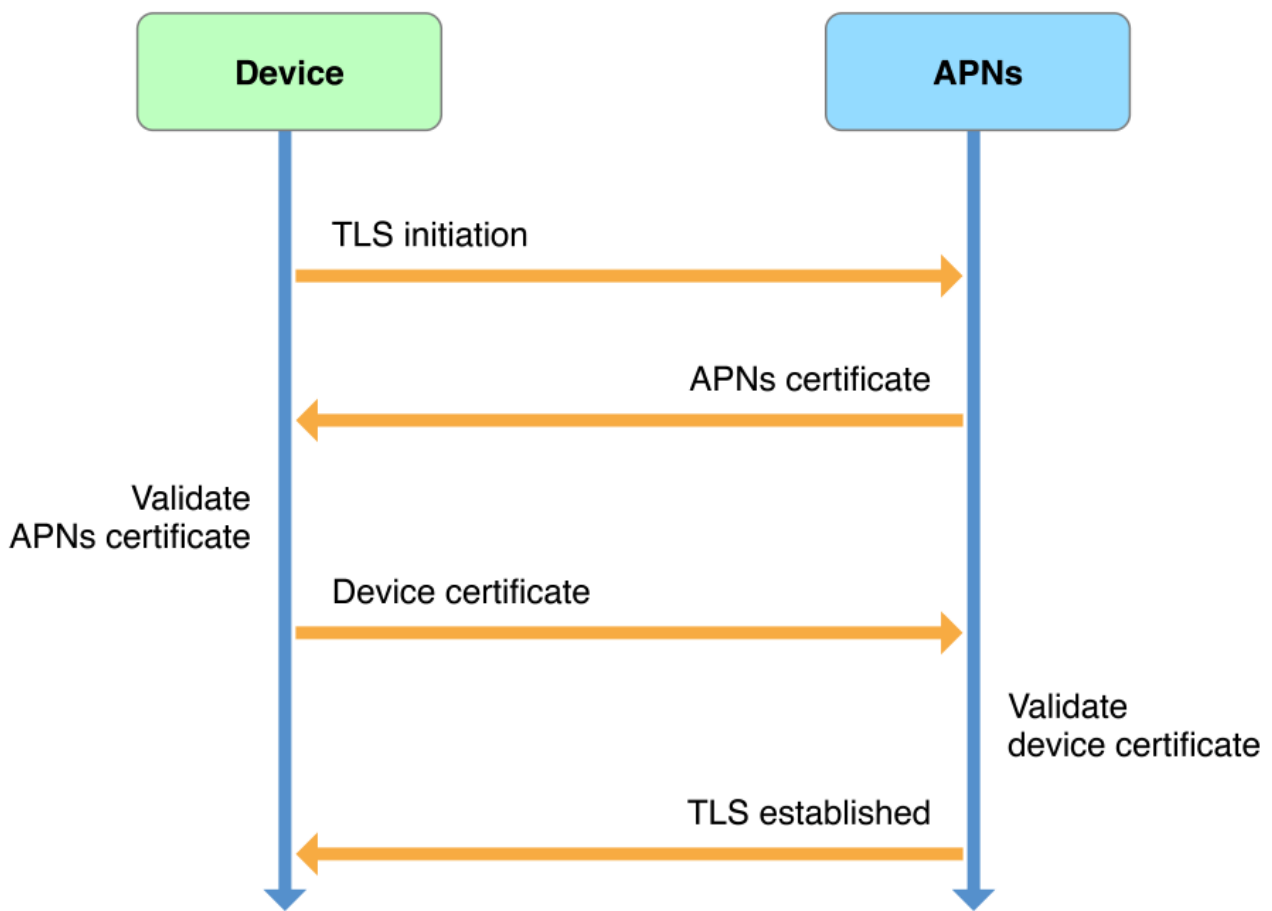 Device
APNs
TLS initiation
APNs certificate
Validate
APNs certificate
Device certificate
Validate
device certificate
TLS established